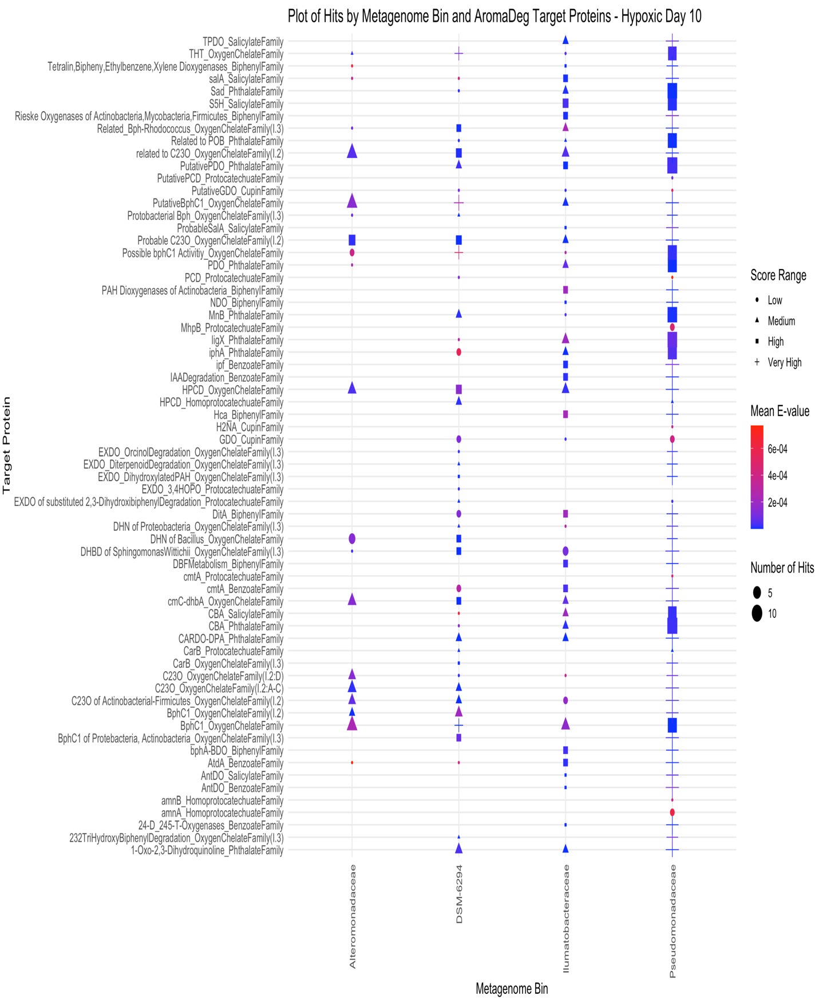 Plot of Hits by Metagenome Bin and AromaDeg Target Proteins - Hypoxic Day 10
Target Protein
TPDO_SalicylateFamily
THT_OxygenChelateFamily
Tetralin,Bipheny,Ethylbenzene,Xylene Dioxygenases_BiphenylFamily
salA_SalicylateFamily
Sad_PhthalateFamily
S5H_SalicylateFamily
Rieske Oxygenases of Actinobacteria,Mycobacteria,Firmicutes_BiphenylFamily
Related_Bph-Rhodococcus_OxygenChelateFamily(I.3)
Related to POB_PhthalateFamily
related to C23O_OxygenChelateFamily(I.2)
PutativePDO_PhthalateFamily
PutativePCD_ProtocatechuateFamily
PutativeGDO_CupinFamily
PutativeBphC1_OxygenChelateFamily
Protobacterial Bph_OxygenChelateFamily(I.3)
ProbableSalA_SalicylateFamily
Probable C23O_OxygenChelateFamily(I.2)
Possible bphC1 Activitiy_OxygenChelateFamily
PDO_PhthalateFamily
PCD_ProtocatechuateFamily
PAH Dioxygenases of Actinobacteria_BiphenylFamily
NDO_BiphenylFamily
MnB_PhthalateFamily
MhpB_ProtocatechuateFamily
ligX_PhthalateFamily
iphA_PhthalateFamily
ipf_BenzoateFamily
IAADegradation_BenzoateFamily
HPCD_OxygenChelateFamily
HPCD_HomoprotocatechuateFamily
Hca_BiphenylFamily
H2NA_CupinFamily
GDO_CupinFamily
EXDO_OrcinolDegradation_OxygenChelateFamily(I.3)
EXDO_DiterpenoidDegradation_OxygenChelateFamily(I.3)
EXDO_DihydroxylatedPAH_OxygenChelateFamily(I.3)
EXDO_3,4HOPO_ProtocatechuateFamily
EXDO of substituted 2,3-DihydroxibiphenylDegradation_ProtocatechuateFamily
DitA_BiphenylFamily
DHN of Proteobacteria_OxygenChelateFamily(I.3)
DHN of Bacillus_OxygenChelateFamily
DHBD of SphingomonasWittichii_OxygenChelateFamily(I.3)
DBFMetabolism_BiphenylFamily
cmtA_ProtocatechuateFamily
cmtA_BenzoateFamily
cmC-dhbA_OxygenChelateFamily
CBA_SalicylateFamily
CBA_PhthalateFamily
CARDO-DPA_PhthalateFamily
CarB_ProtocatechuateFamily
CarB_OxygenChelateFamily(I.3)
C23O_OxygenChelateFamily(I.2:D)
C23O_OxygenChelateFamily(I.2:A-C)
C23O of Actinobacterial-Firmicutes_OxygenChelateFamily(I.2)
BphC1_OxygenChelateFamily(I.2)
BphC1_OxygenChelateFamily
BphC1 of Protebacteria, Actinobacteria_OxygenChelateFamily(I.3)
bphA-BDO_BiphenylFamily
AtdA_BenzoateFamily
AntDO_SalicylateFamily
AntDO_BenzoateFamily
amnB_HomoprotocatechuateFamily
amnA_HomoprotocatechuateFamily
24-D_245-T-Oxygenases_BenzoateFamily
232TriHydroxyBiphenylDegradation_OxygenChelateFamily(I.3)
1-Oxo-2,3-Dihydroquinoline_PhthalateFamily
Alteromonadaceae
DSM-6294
Ilumatobacteraceae
Pseudomonadaceae
Metagenome Bin
Score Range
Low
Medium
High
Very High
Mean E-value
6e-04
4e-04
2e-04
Number of Hits
5
10